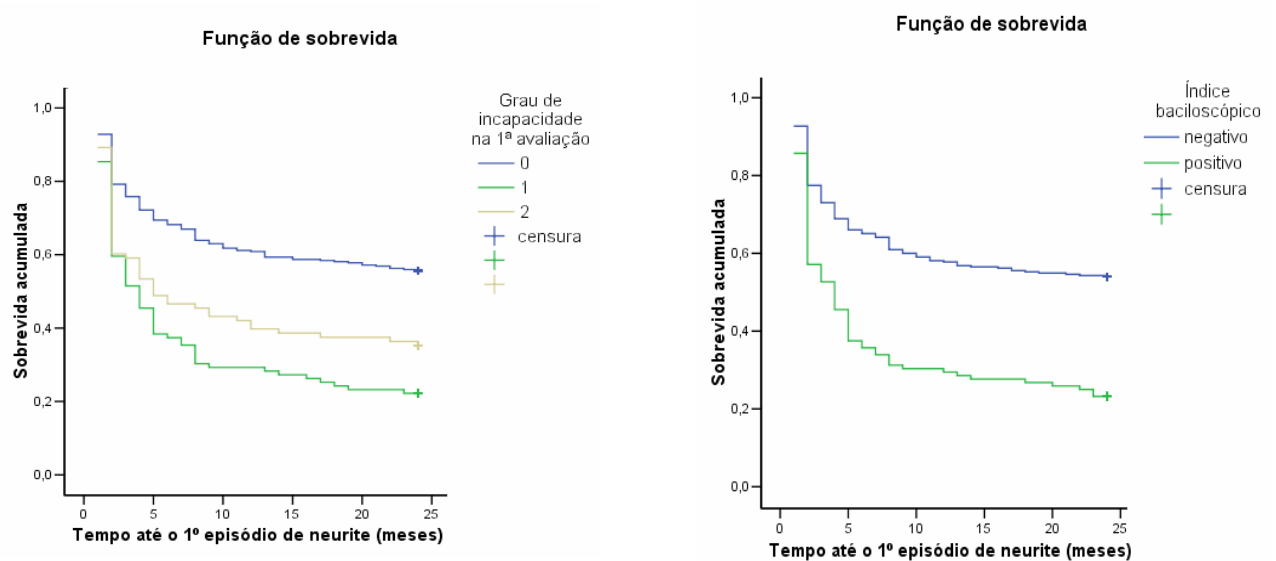 Função de sobrevida
Sobrevida acumulada
1,0
0,8
0,6
0,4
0,2
0,0
0 5 10 15 20 25
Tempo até o 1º episódio de neurite (meses)
Grau de
incapacidade
na 1ª avaliação
0
1
2
censura
Função de sobrevida
Sobrevida acumulada
1,0
0,8
0,6
0,4
0,2
0,0
0 5 10 15 20 25
Tempo até o 1º episódio de neurite (meses)
Índice
baciloscópico
negativo
positivo
censura